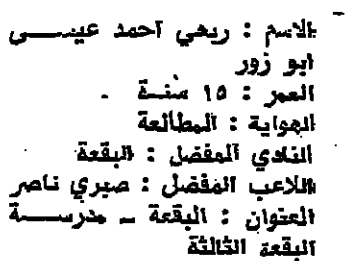 الاسم : ربحي احمد عيسى
ابو زور
العمر : ١٥ سنة .
الهواية : المطالعة
النادي المفضل : البقعة
اللاعب المفضل : صبري ناصر
العنوان : البقعة - مدرسة
البقعة الثالثة